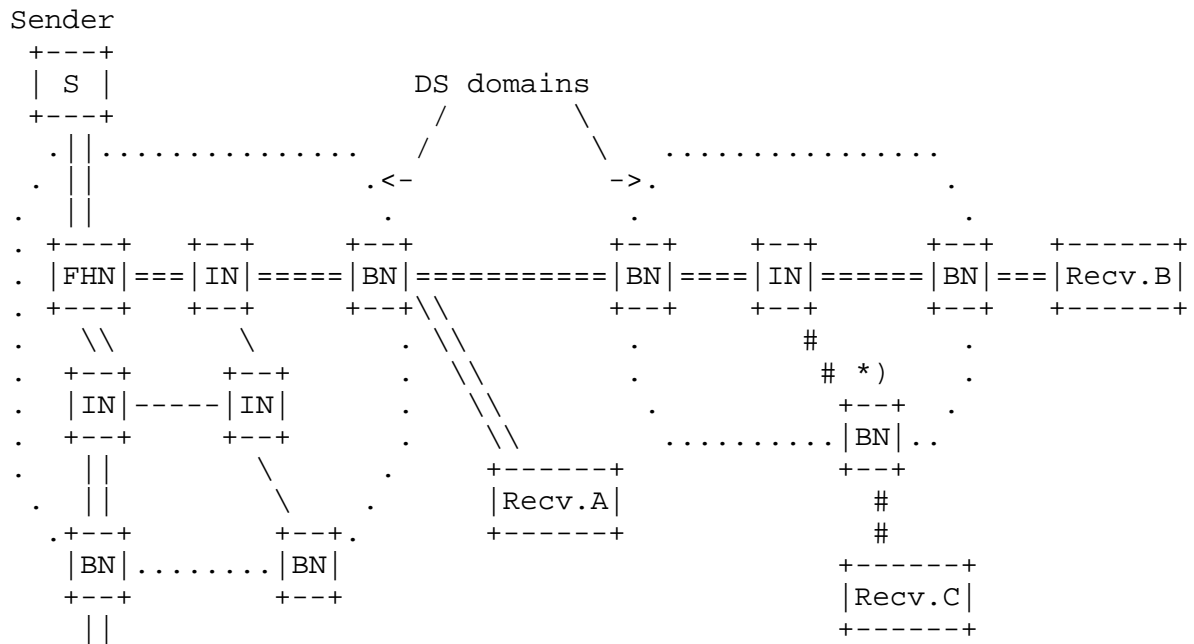 Sender
S
DS domains
FHN IN BN BN IN BN Recv.B
IN IN
*)
BN
Recv.A
BN BN
Recv.C